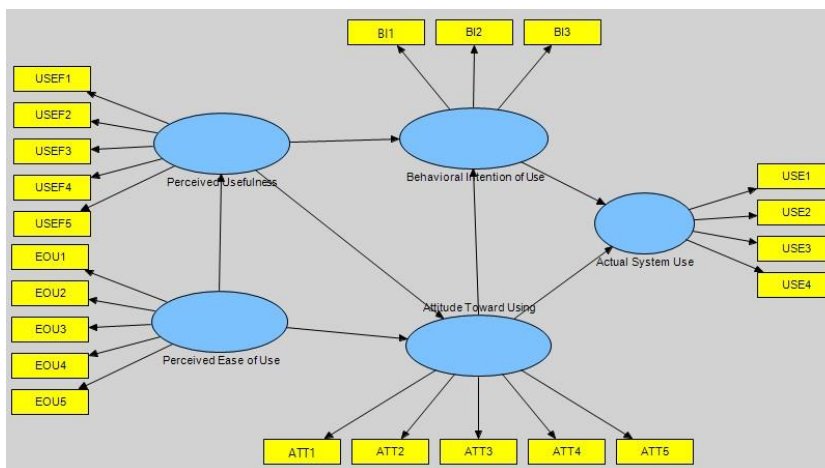 BI1
BI2
BI3
USEF1
USEF2
USEF3
USEF4
USEF5
Perceived Usefulness
Behavioral Intention of Use
USE1
USE2
USE3
USE4
Actual System Use
EOU1
EOU2
EOU3
EOU4
EOU5
Perceived Ease of Use
Attitude Toward Using
ATT1
ATT2
ATT3
ATT4
ATT5